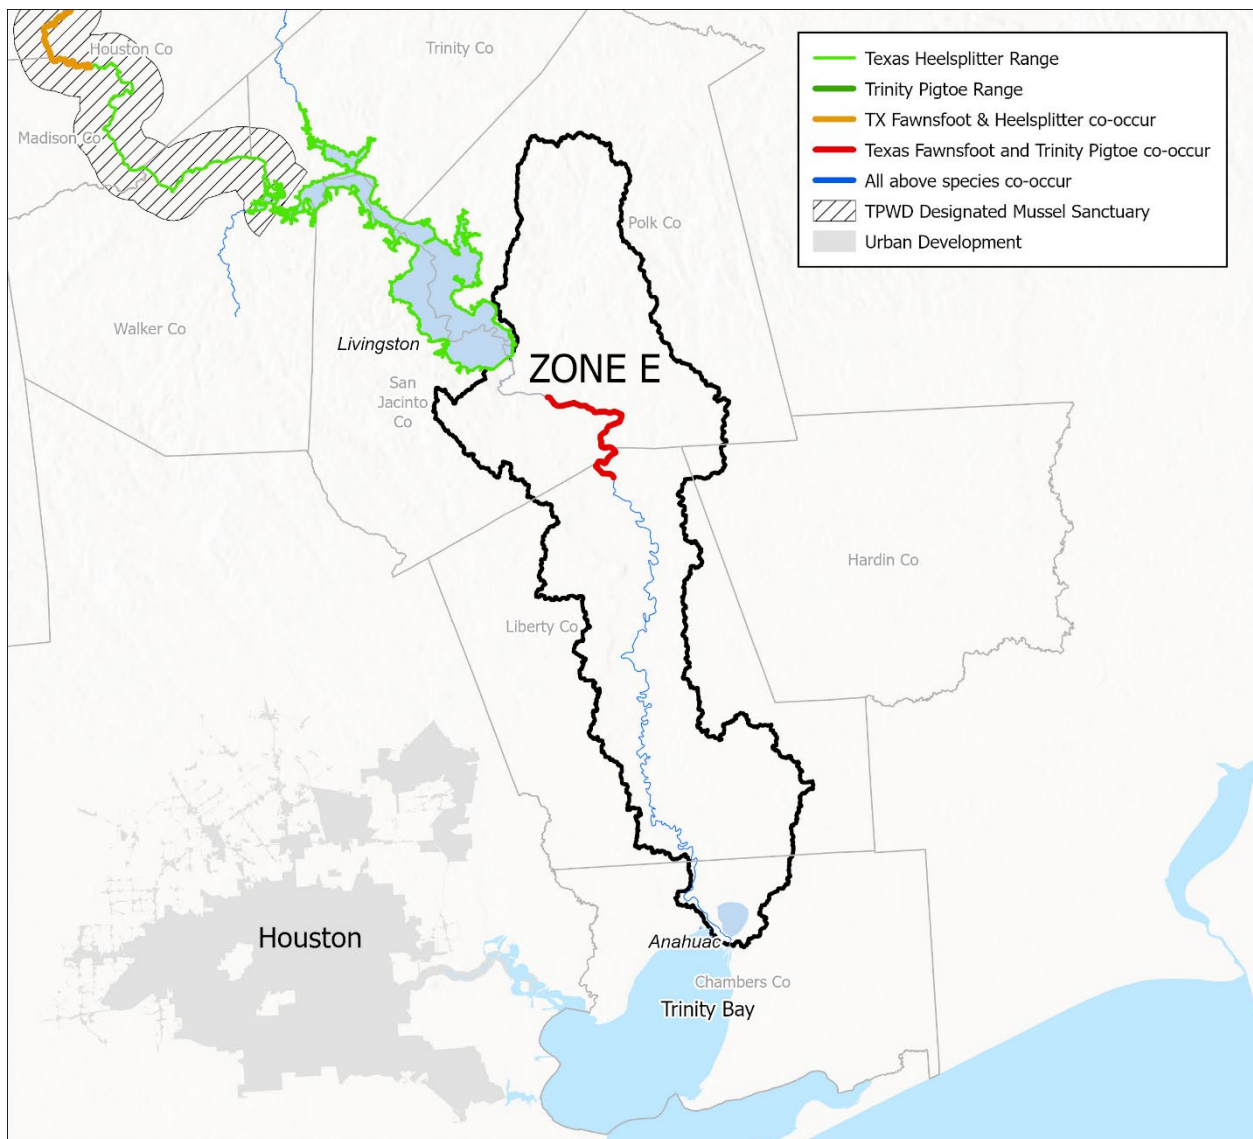 Houston Co
Trinity Co
Texas Heelsplitter Range
Trinity Pigtoe Range
TX Fawnsfoot & Heelsplitter co-occur
Texas Fawnsfoot and Trinity Pigtoe co-occur
All above species co-occur
TPWD Designated Mussel Sanctuary
Urban Development
Madison Co
Polk Co
Walker Co
Livingston
ZONE E
San
Jacinto
Co
Hardin Co
Liberty Co
Houston
Anahuac
Chambers Co
Trinity Bay